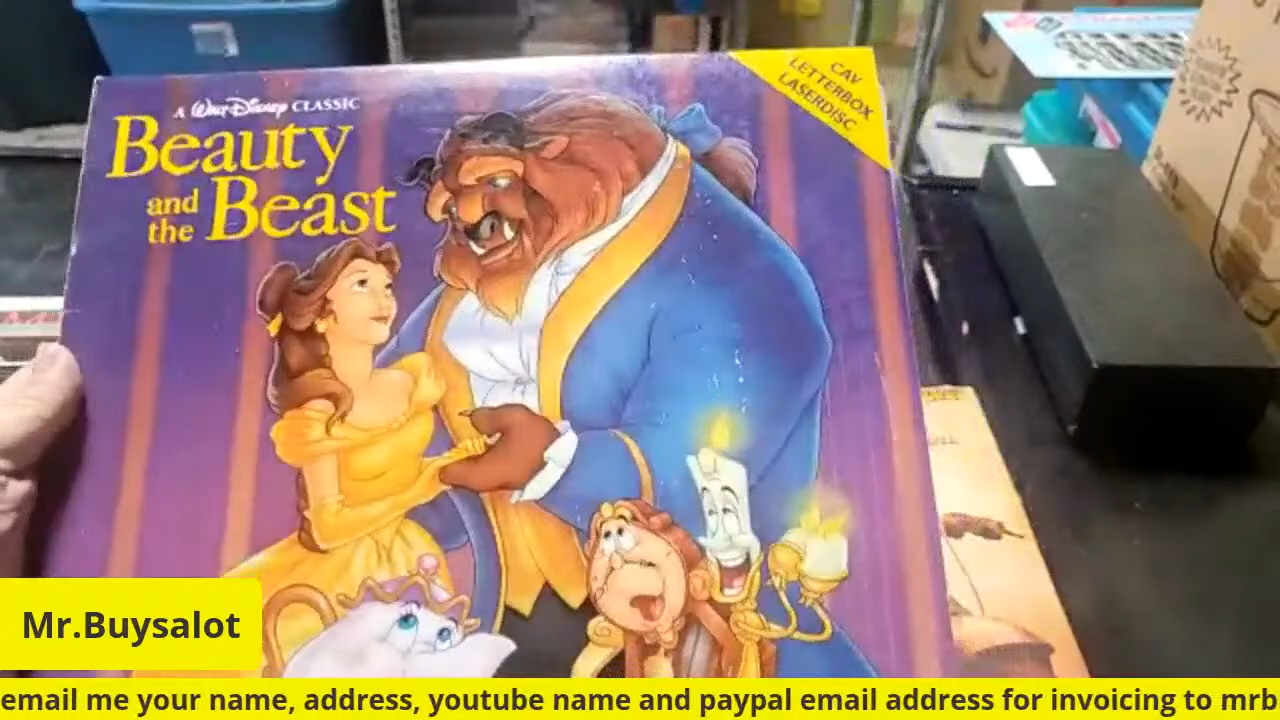 A Walt Disney CLASSIC
Beauty
and
the Beast
CAV
LETTERBOX
LASERDISC
Mr.Buysalot
email me your name, address, youtube name and paypal email address for invoicing to mrb